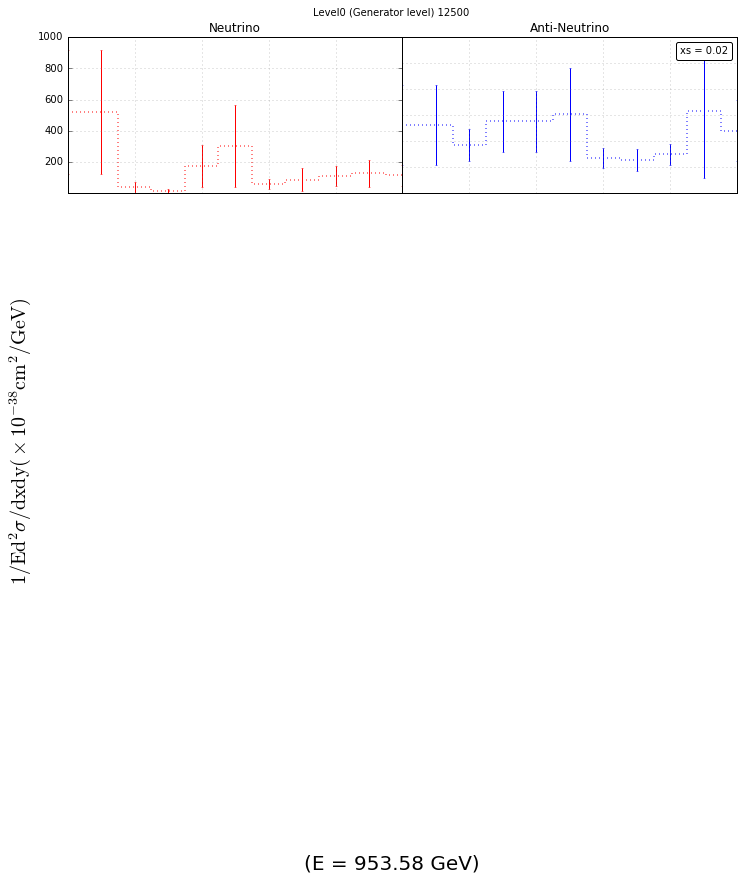 Level0 (Generator level) 12500
Neutrino
Anti-Neutrino
1000
800
600
400
200
xs = 0.02
1/Ed²σ/dxdy(×10⁻³⁸cm²/GeV)
(E = 953.58 GeV)